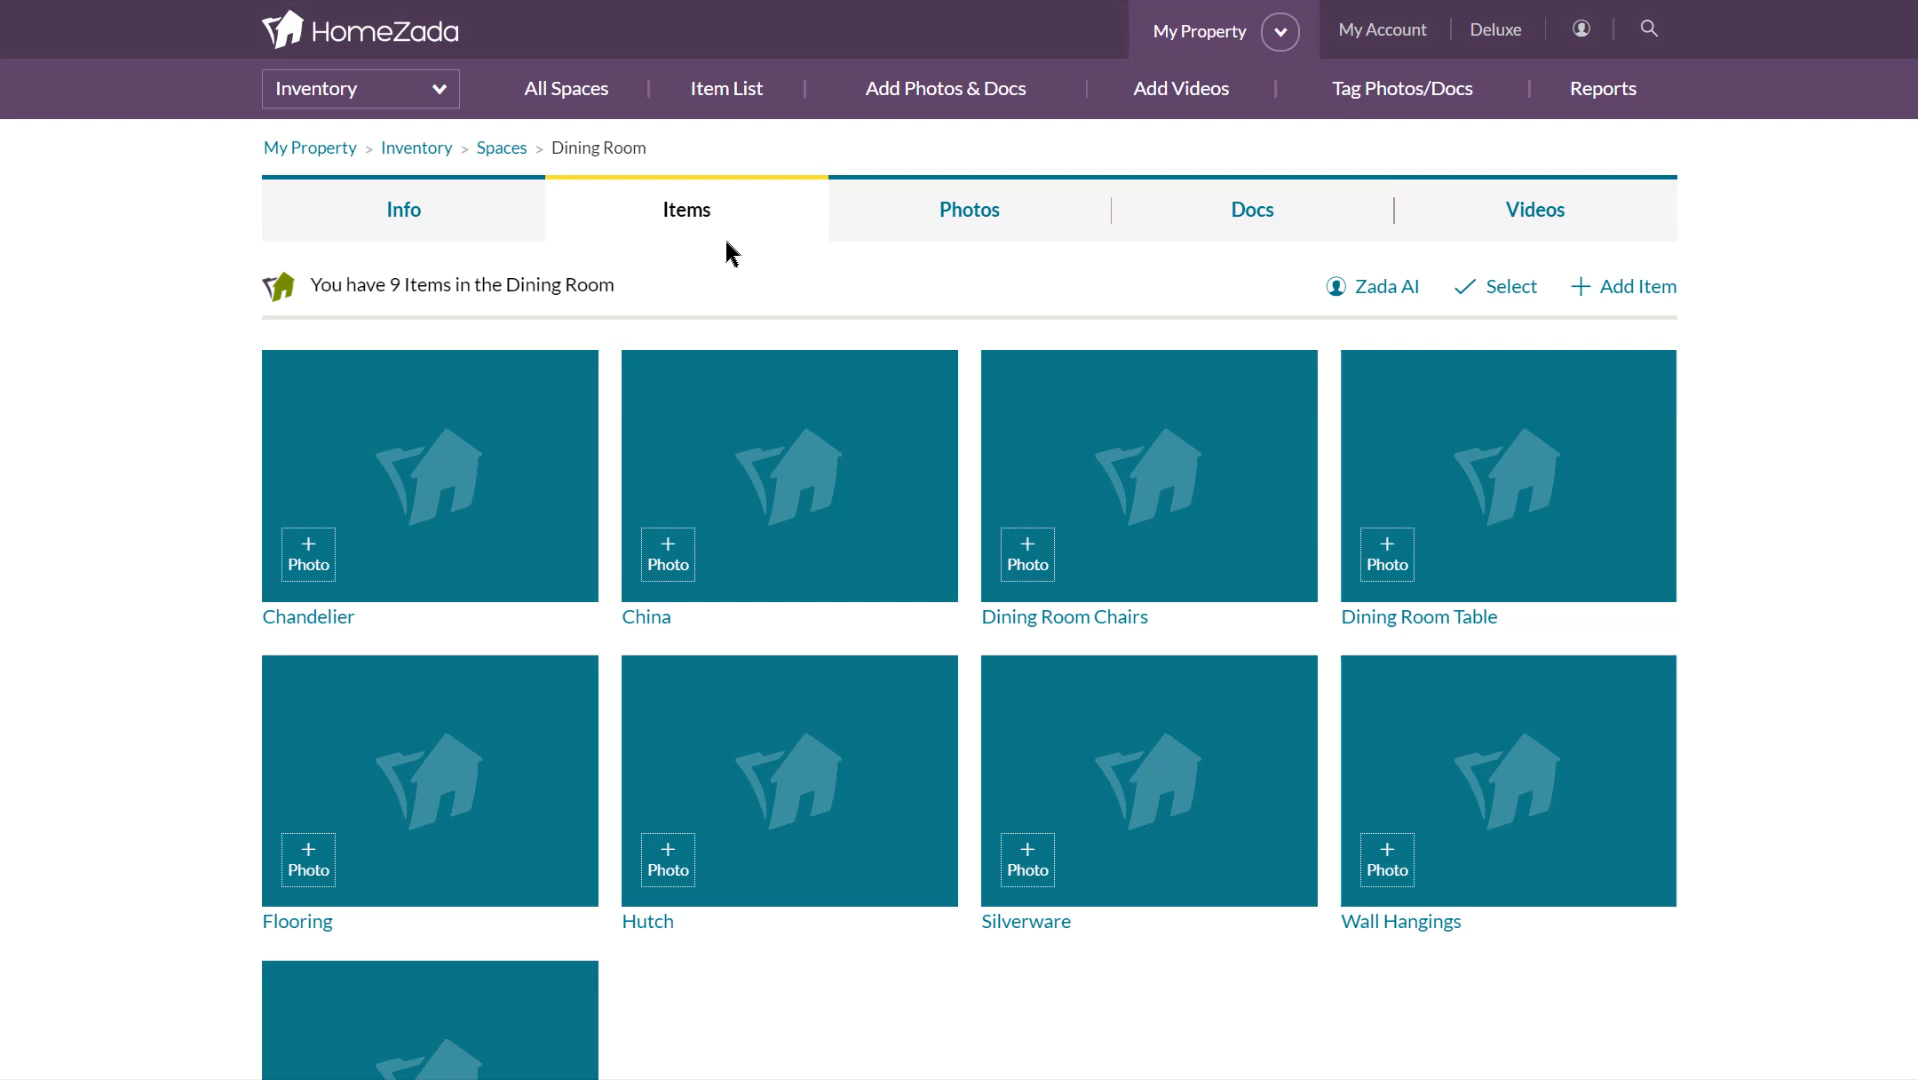 HomeZada
My Property
My Account
Deluxe
Inventory
All Spaces
Item List
Add Photos & Docs
Add Videos
Tag Photos/Docs
Reports
My Property > Inventory > Spaces > Dining Room
Info
Items
Photos
Docs
Videos
You have 9 Items in the Dining Room
Zada AI
Select
+ Add Item
+
Photo
+
Photo
+
Photo
+
Photo
Chandelier
China
Dining Room Chairs
Dining Room Table
+
Photo
+
Photo
+
Photo
+
Photo
Flooring
Hutch
Silverware
Wall Hangings